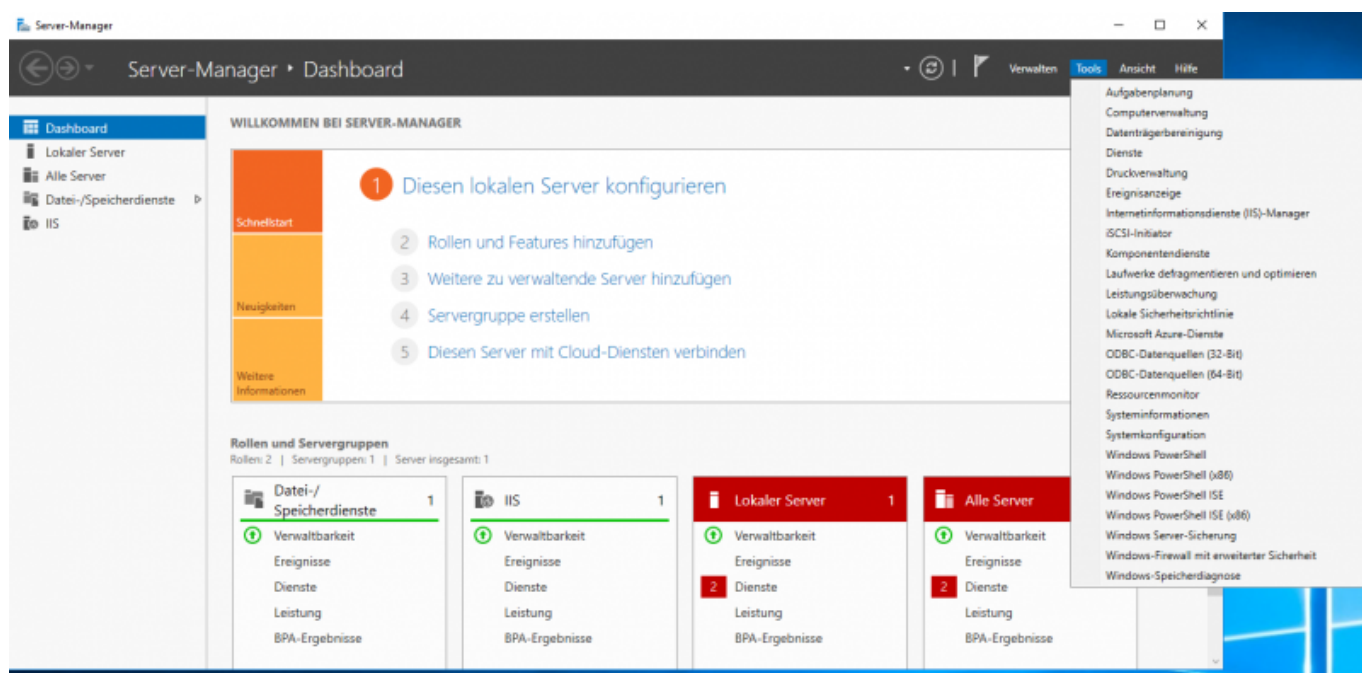 Server-Manager
Server-Manager • Dashboard
Verwalten Tools Ansicht Hilfe
Dashboard
Lokaler Server
Alle Server
Datei-/Speicherdienste
IIS
WILLKOMMEN BEI SERVER-MANAGER
Schnellstart
Neuigkeiten
Weitere
Informationen
1 Diesen lokalen Server konfigurieren
2 Rollen und Features hinzufügen
3 Weitere zu verwaltende Server hinzufügen
4 Servergruppe erstellen
5 Diesen Server mit Cloud-Diensten verbinden
Rollen und Servergruppen
Rollen: 2 | Servergruppen: 1 | Server insgesamt: 1
Datei-/
Speicherdienste 1
Verwaltbarkeit
Ereignisse
Dienste
Leistung
BPA-Ergebnisse
IIS 1
Verwaltbarkeit
Ereignisse
Dienste
Leistung
BPA-Ergebnisse
Lokaler Server 1
Verwaltbarkeit
Ereignisse
2 Dienste
Leistung
BPA-Ergebnisse
Alle Server
Verwaltbarkeit
Ereignisse
2 Dienste
Leistung
BPA-Ergebnisse
Aufgabenplanung
Computerverwaltung
Datenträgerbereinigung
Dienste
Druckverwaltung
Ereignisanzeige
Internetinformationsdienste (IIS)-Manager
iSCSI-Initiator
Komponentendienste
Laufwerke defragmentieren und optimieren
Leistungsüberwachung
Lokale Sicherheitsrichtlinie
Microsoft Azure-Dienste
ODBC-Datenquellen (32-Bit)
ODBC-Datenquellen (64-Bit)
Ressourcenmonitor
Systeminformationen
Systemkonfiguration
Windows PowerShell
Windows PowerShell (x86)
Windows PowerShell ISE
Windows PowerShell ISE (x86)
Windows Server-Sicherung
Windows-Firewall mit erweiterter Sicherheit
Windows-Speicherdiagnose